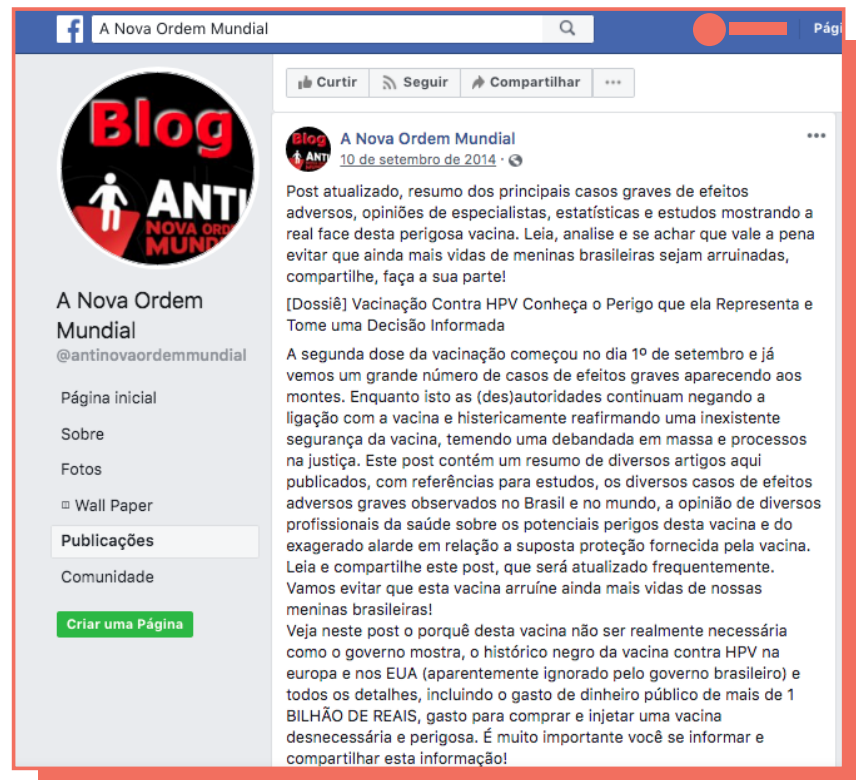 A Nova Ordem Mundial
Curtir
Seguir
Compartilhar
Blog
ANTI
NOVA
MUNDIAL
A Nova Ordem
Mundial
@antinovaordemmundial
Página inicial
Sobre
Fotos
Wall Paper
Publicações
Comunidade
Criar uma Página
Blog
A Nova Ordem Mundial
10 de setembro de 2014
Post atualizado, resumo dos principais casos graves de efeitos
adversos, opiniões de especialistas, estatísticas e estudos mostrando a
real face desta perigosa vacina. Leia, analise e se achar que vale a pena
evitar que ainda mais vidas de meninas brasileiras sejam arruinadas,
compartilhe, faça a sua parte!
[Dossiê] Vacinação Contra HPV Conheça o Perigo que ela Representa e
Tome uma Decisão Informada
A segunda dose da vacinação começou no dia 1º de setembro e já
vemos um grande número de casos de efeitos graves aparecendo aos
montes. Enquanto isto as (des)autoridades continuam negando a
ligação com a vacina e histericamente reafirmando uma inexistente
segurança da vacina, temendo uma debandada em massa e processos
na justiça. Este post contém um resumo de diversos artigos aqui
publicados, com referências para estudos, os diversos casos de efeitos
adversos graves observados no Brasil e no mundo, a opinião de diversos
profissionais da saúde sobre os potenciais perigos desta vacina e do
exagerado alarde em relação a suposta proteção fornecida pela vacina.
Leia e compartilhe este post, que será atualizado frequentemente.
Vamos evitar que esta vacina arruíne ainda mais vidas de nossas
meninas brasileiras!
Veja neste post o porquê desta vacina não ser realmente necessária
como o governo mostra, o histórico negro da vacina contra HPV na
europa e nos EUA (aparentemente ignorado pelo governo brasileiro) e
todos os detalhes, incluindo o gasto de dinheiro público de mais de 1
BILHÃO DE REAIS, gasto para comprar e injetar uma vacina
desnecessária e perigosa. É muito importante você se informar e
compartilhar esta informação!